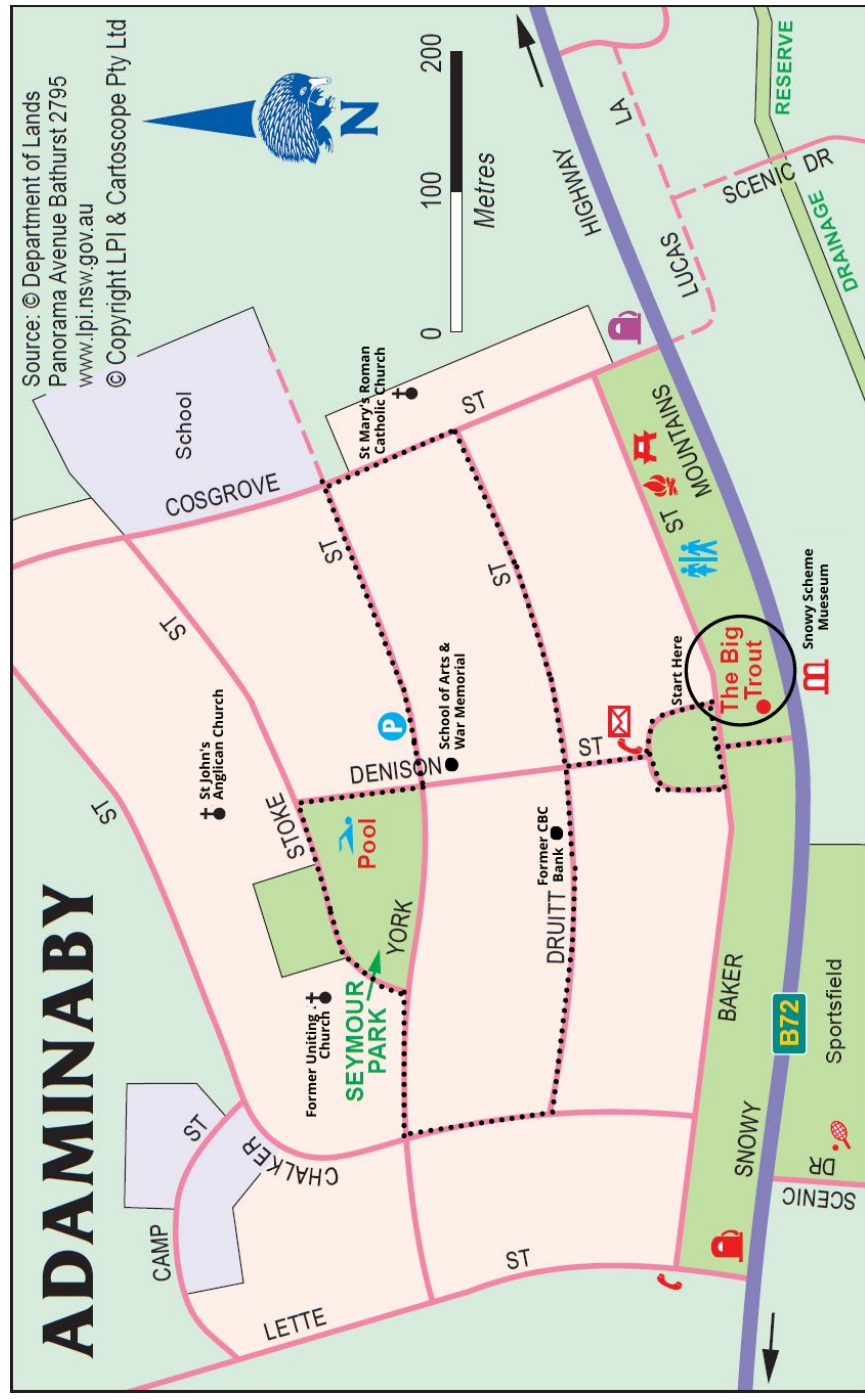 ADAMINABY
Source: © Department of Lands
Panorama Avenue Bathurst 2795
www.lpi.nsw.gov.au
© Copyright LPI & Cartoscope Pty Ltd
N
0 100 200
Metres
School
COSGROVE
ST
St Mary's Roman
Catholic Church
ST
ST
St John's
Anglican Church
STOKE
CAMP
ST
CHALKER
LETTE
ST
Former Uniting
Church
SEYMOUR
PARK
Pool
YORK
ST
P
DENISON
ST
School of Arts &
War Memorial
Former CBC
Bank
DRUITT
ST
Start Here
The Big
Trout
BAKER
ST
SNOWY
MOUNTAINS
HIGHWAY
B72
Snowy Scheme
Mueseum
Sportsfield
SCENIC
DR
LUCAS
LA
SCENIC DR
DRAINAGE
RESERVE